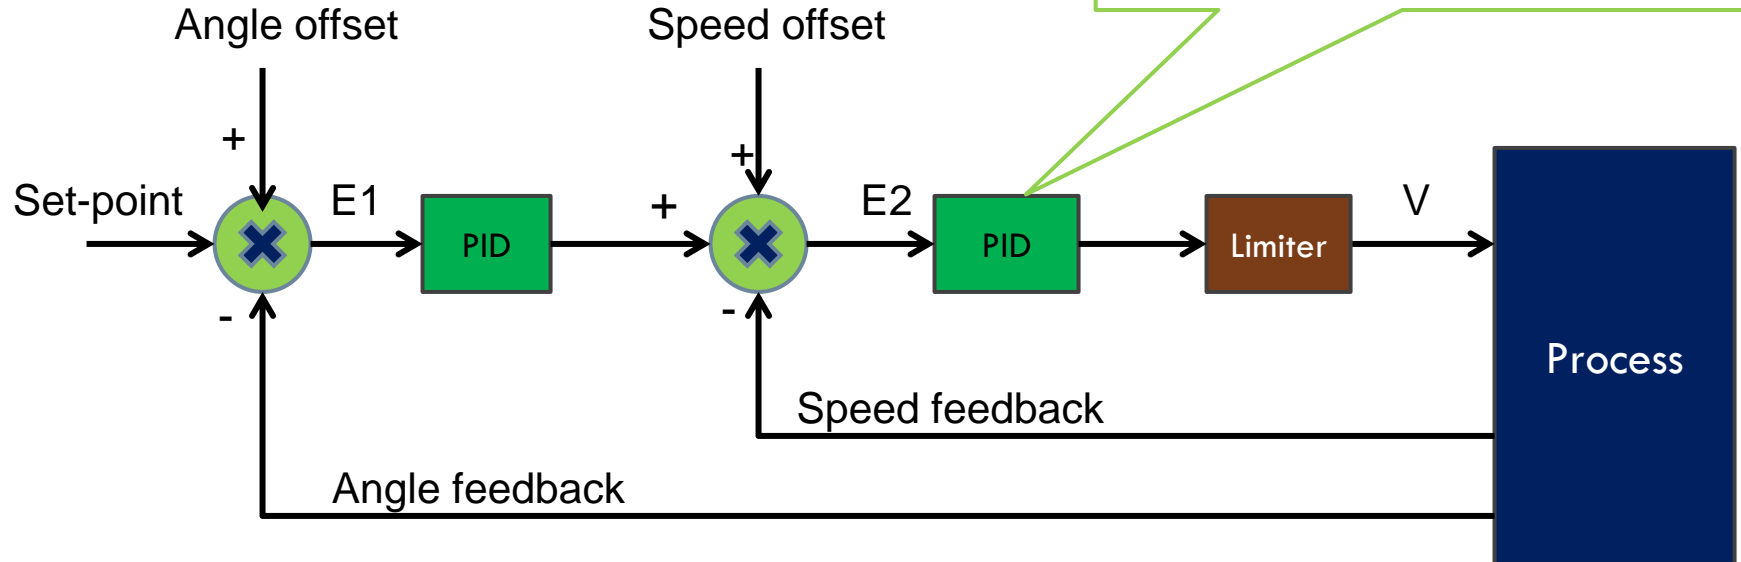 Angle offset
Speed offset
+
+
Set-point
E1
PID
+
E2
PID
Limiter
V
-
-
Process
Speed feedback
Angle feedback